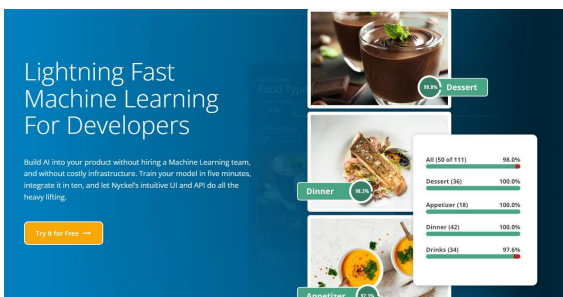 Lightning Fast
Machine Learning
For Developers
Build AI into your product without hiring a Machine Learning team,
and without costly infrastructure. Train your model in five minutes,
integrate it in ten, and let Nyckel's intuitive UI and API do all the
heavy lifting.
Try it for Free →
Food Type
99.8% Dessert
Dinner 98.3%
Appetizer 97.3%
All (50 of 111) 98.0%
Dessert (36) 100.0%
Appetizer (18) 100.0%
Dinner (42) 100.0%
Drinks (34) 97.6%